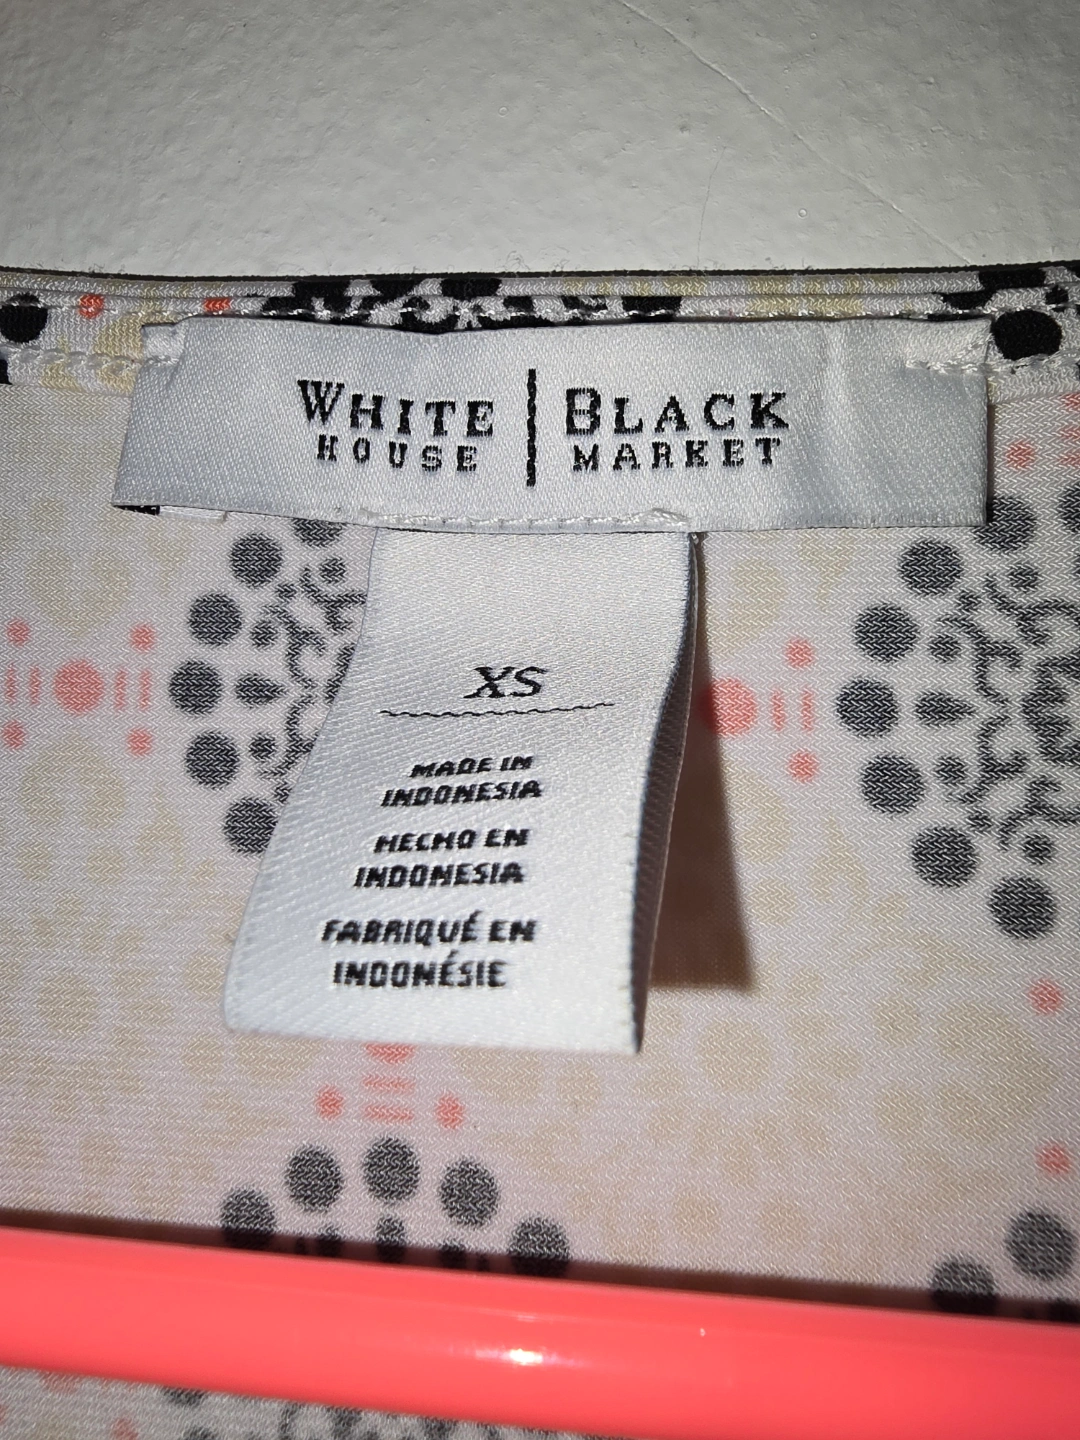 WHITE | BLACK
HOUSE | MARKET
XS
MADE IN
INDONESIA
HECHO EN
INDONESIA
FABRIQUÉ EN
INDONÉSIE